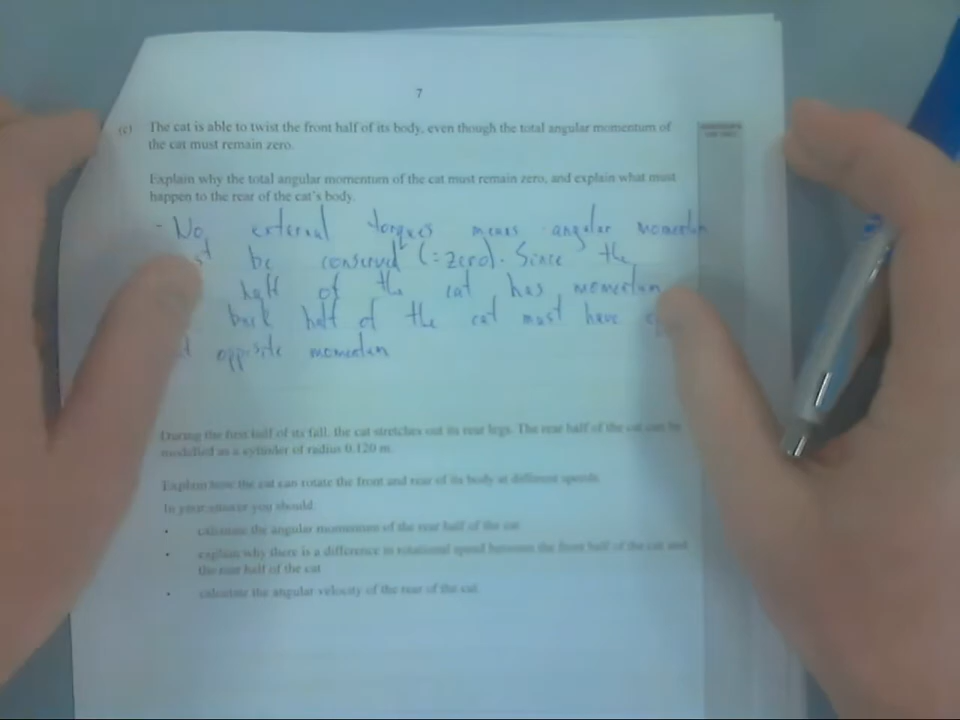 7
(c) The cat is able to twist the front half of its body, even though the total angular momentum of
the cat must remain zero.
Explain why the total angular momentum of the cat must remain zero, and explain what must
happen to the rear of the cat's body.
- No external torques means angular momentum
be conserved (=zero). Since the
half of the cat has momentum
back half of the cat must have
opposite momentum
During the first half of its fall, the cat stretches out its rear legs. The rear half of the cat can be
modelled as a cylinder of radius 0.120 m.
Explain how the cat can rotate the front and rear of its body at different speeds.
In your answer you should:
• calculate the angular momentum of the rear half of the cat
• explain why there is a difference in rotational speed between the front half of the cat and
the rear half of the cat
• calculate the angular velocity of the rear of the cat.